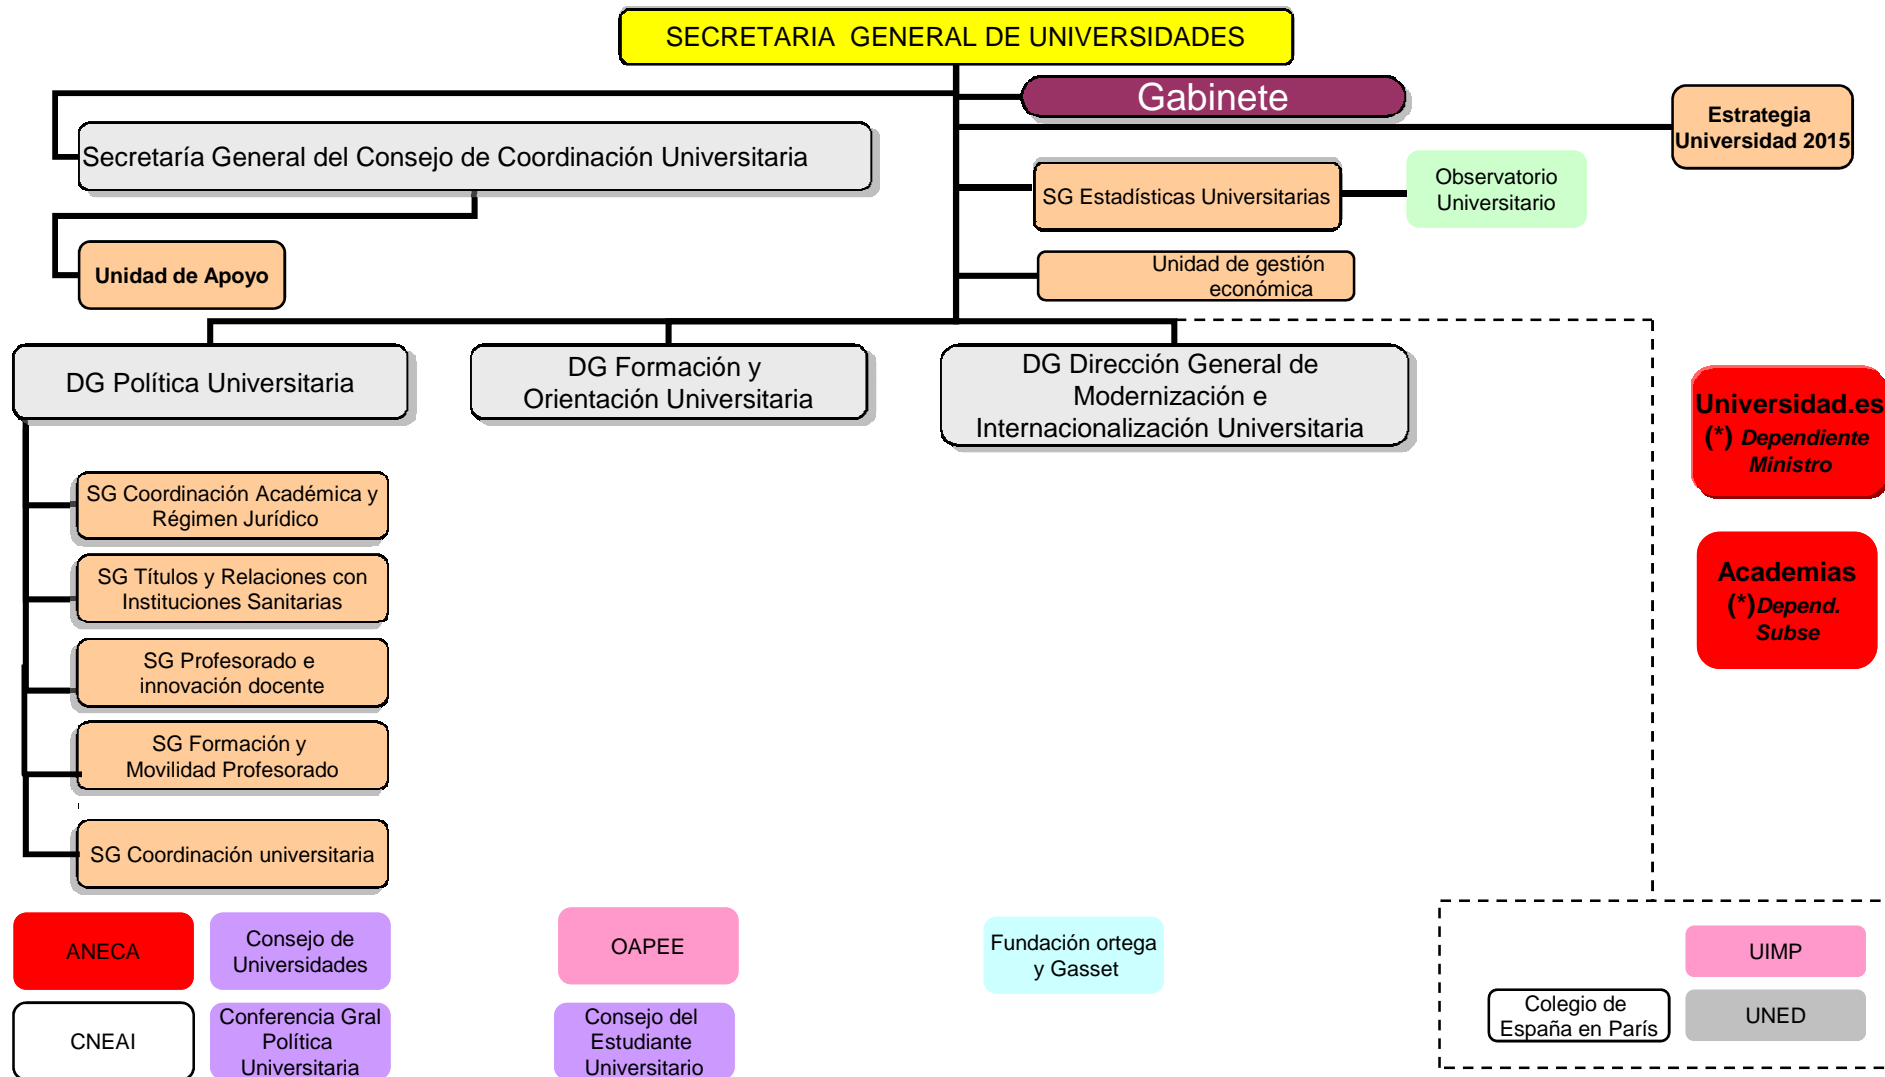 SECRETARIA GENERAL DE UNIVERSIDADES
Gabinete
Estrategia
Universidad 2015
Secretaría General del Consejo de Coordinación Universitaria
SG Estadísticas Universitarias
Observatorio
Universitario
Unidad de Apoyo
Unidad de gestión
económica
DG Política Universitaria
DG Formación y
Orientación Universitaria
DG Dirección General de
Modernización e
Internacionalización Universitaria
Universidad.es
(*) Dependiente
Ministro
SG Coordinación Académica y
Régimen Jurídico
SG Títulos y Relaciones con
Instituciones Sanitarias
Academias
(*)Depend.
Subse
SG Profesorado e
innovación docente
SG Formación y
Movilidad Profesorado
SG Coordinación universitaria
ANECA
Consejo de
Universidades
OAPEE
Fundación ortega
y Gasset
UIMP
CNEAI
Conferencia Gral
Política
Universitaria
Consejo del
Estudiante
Universitario
Colegio de
España en París
UNED